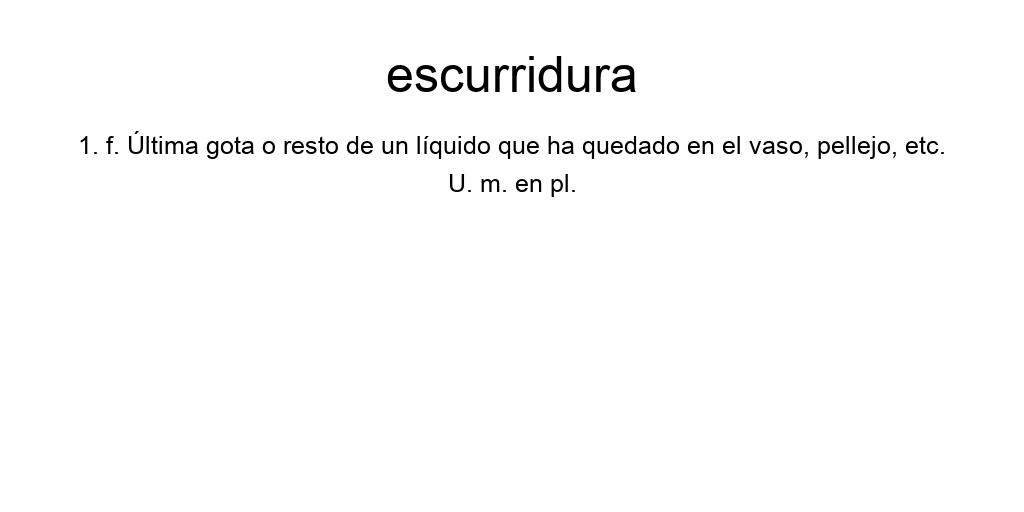 escurridura
1. f. Última gota o resto de un líquido que ha quedado en el vaso, pellejo, etc.
U. m. en pl.